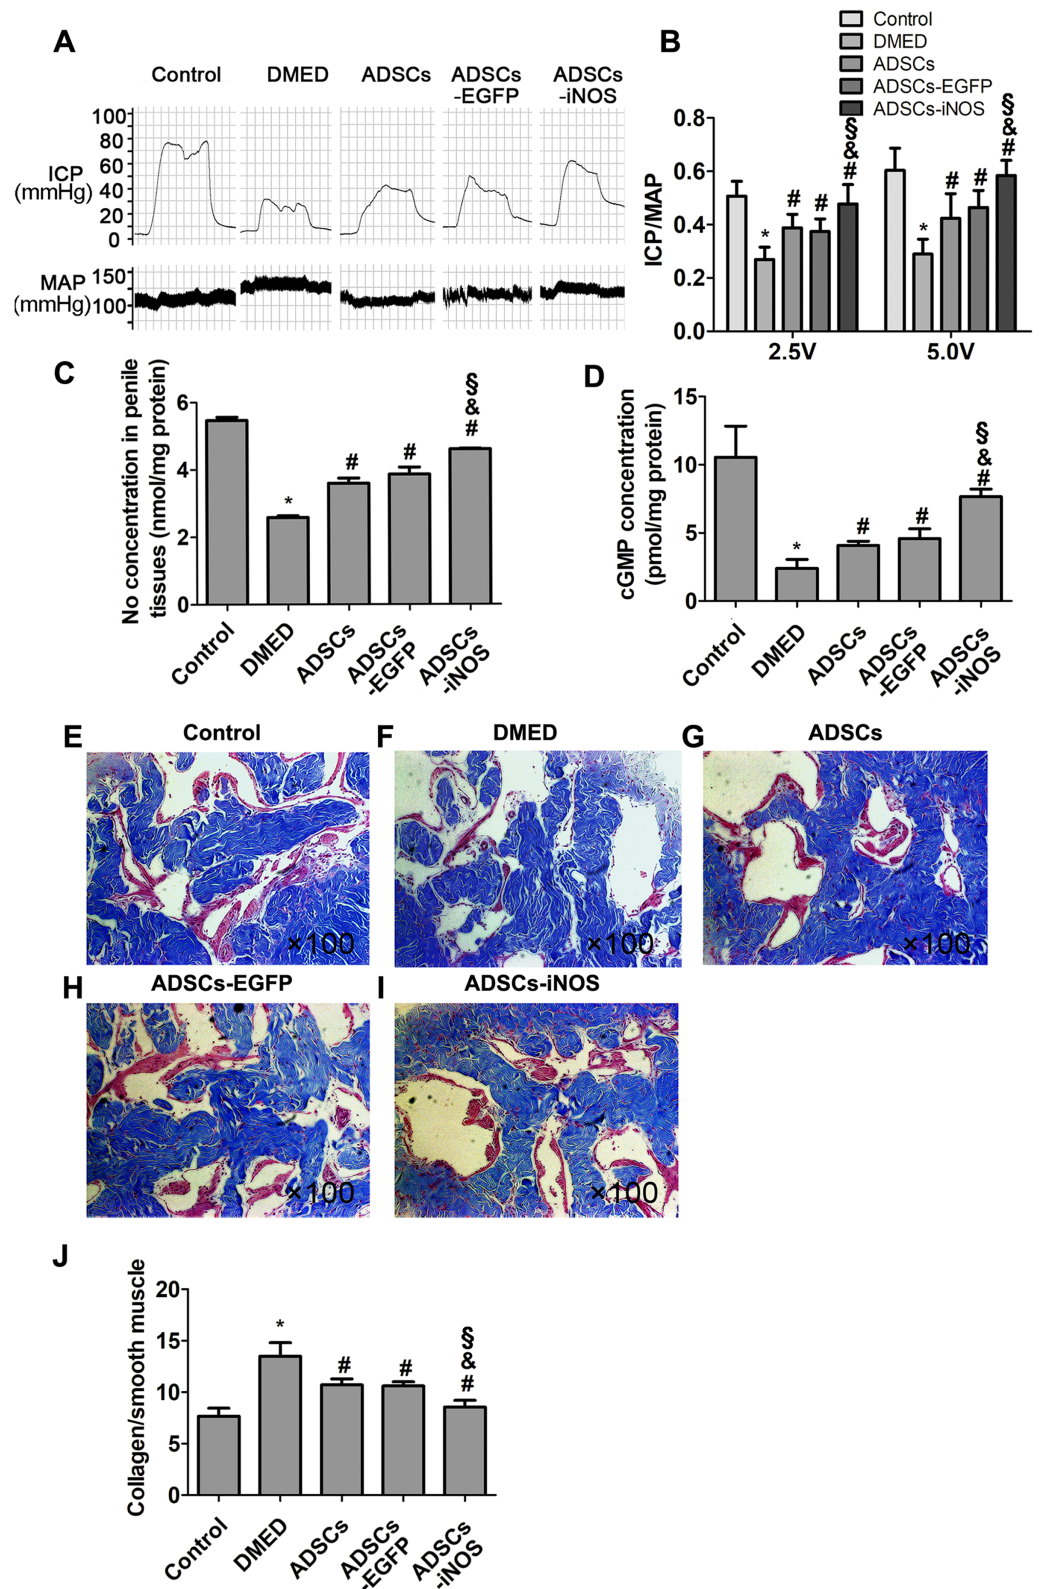 A
Control
DMED
ADSCs
ADSCs
-EGFP
ADSCs
-iNOS
100
80
60
40
20
0
ICP
(mmHg)
150
100
MAP
(mmHg)
B
Control
DMED
ADSCs
ADSCs-EGFP
ADSCs-iNOS
ICP/MAP
0.8
0.6
0.4
0.2
0.0
*
#
#
§
&
#
*
#
#
§
&
#
2.5V
5.0V
C
No concentration in penile
tissues (nmol/mg protein)
6
4
2
0
*
#
#
§
&
#
Control
DMED
ADSCs
ADSCs
-EGFP
ADSCs
-iNOS
D
cGMP concentration
(pmol/mg protein)
15
10
5
0
*
#
#
§
&
#
Control
DMED
ADSCs
ADSCs
-EGFP
ADSCs
-iNOS
E
Control
×100
F
DMED
×100
G
ADSCs
×100
H
ADSCs-EGFP
×100
I
ADSCs-iNOS
×100
J
Collagen/smooth muscle
20
15
10
5
0
*
#
#
§
&
#
Control
DMED
ADSCs
ADSCs
-EGFP
ADSCs
-iNOS